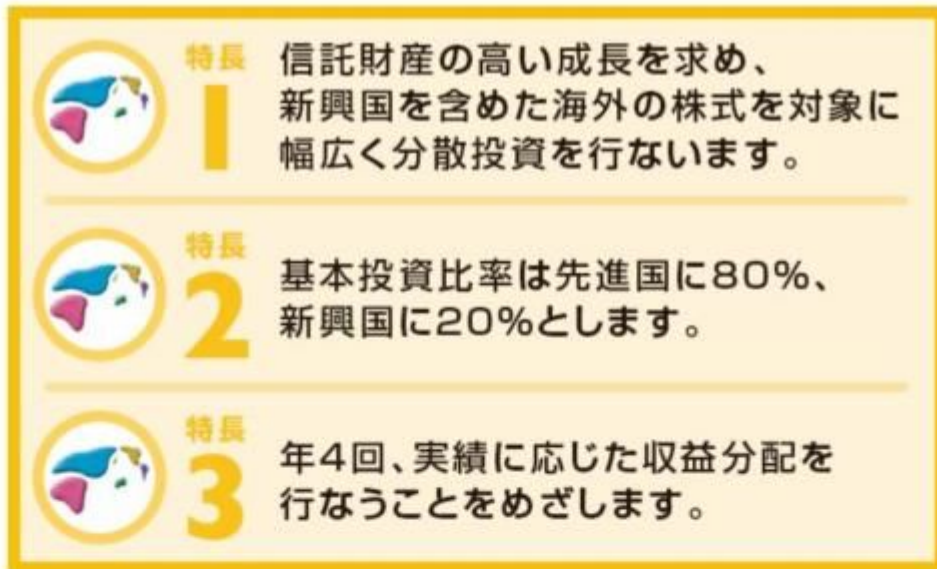 特長
1
信託財産の高い成長を求め、
新興国を含めた海外の株式を対象に
幅広く分散投資を行ないます。
特長
2
基本投資比率は先進国に80%、
新興国に20%とします。
特長
3
年4回、実績に応じた収益分配を
行なうことをめざします。